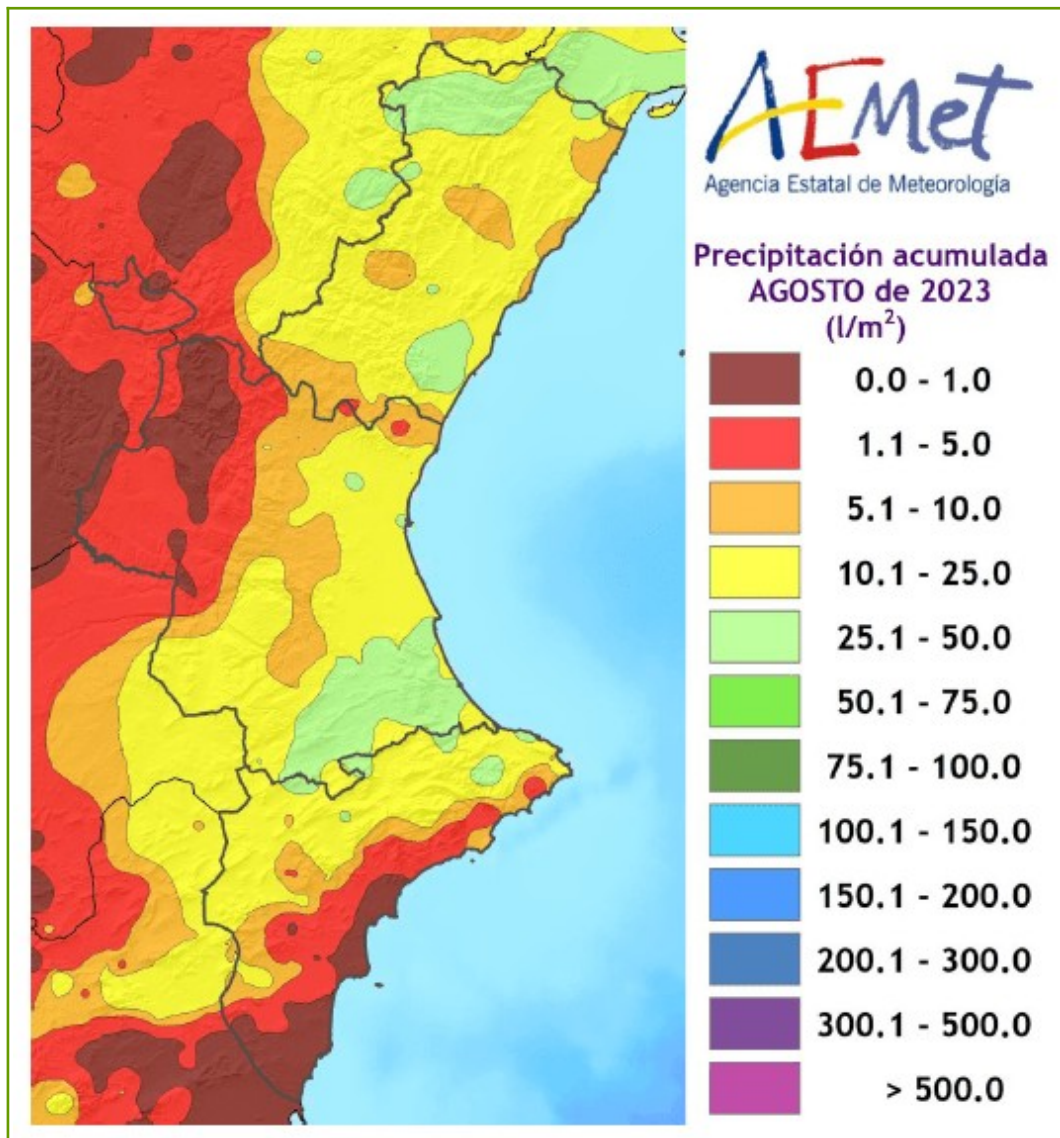 AEMet
Agencia Estatal de Meteorología
Precipitación acumulada
AGOSTO de 2023
(l/m²)
0.0 - 1.0
1.1 - 5.0
5.1 - 10.0
10.1 - 25.0
25.1 - 50.0
50.1 - 75.0
75.1 - 100.0
100.1 - 150.0
150.1 - 200.0
200.1 - 300.0
300.1 - 500.0
> 500.0